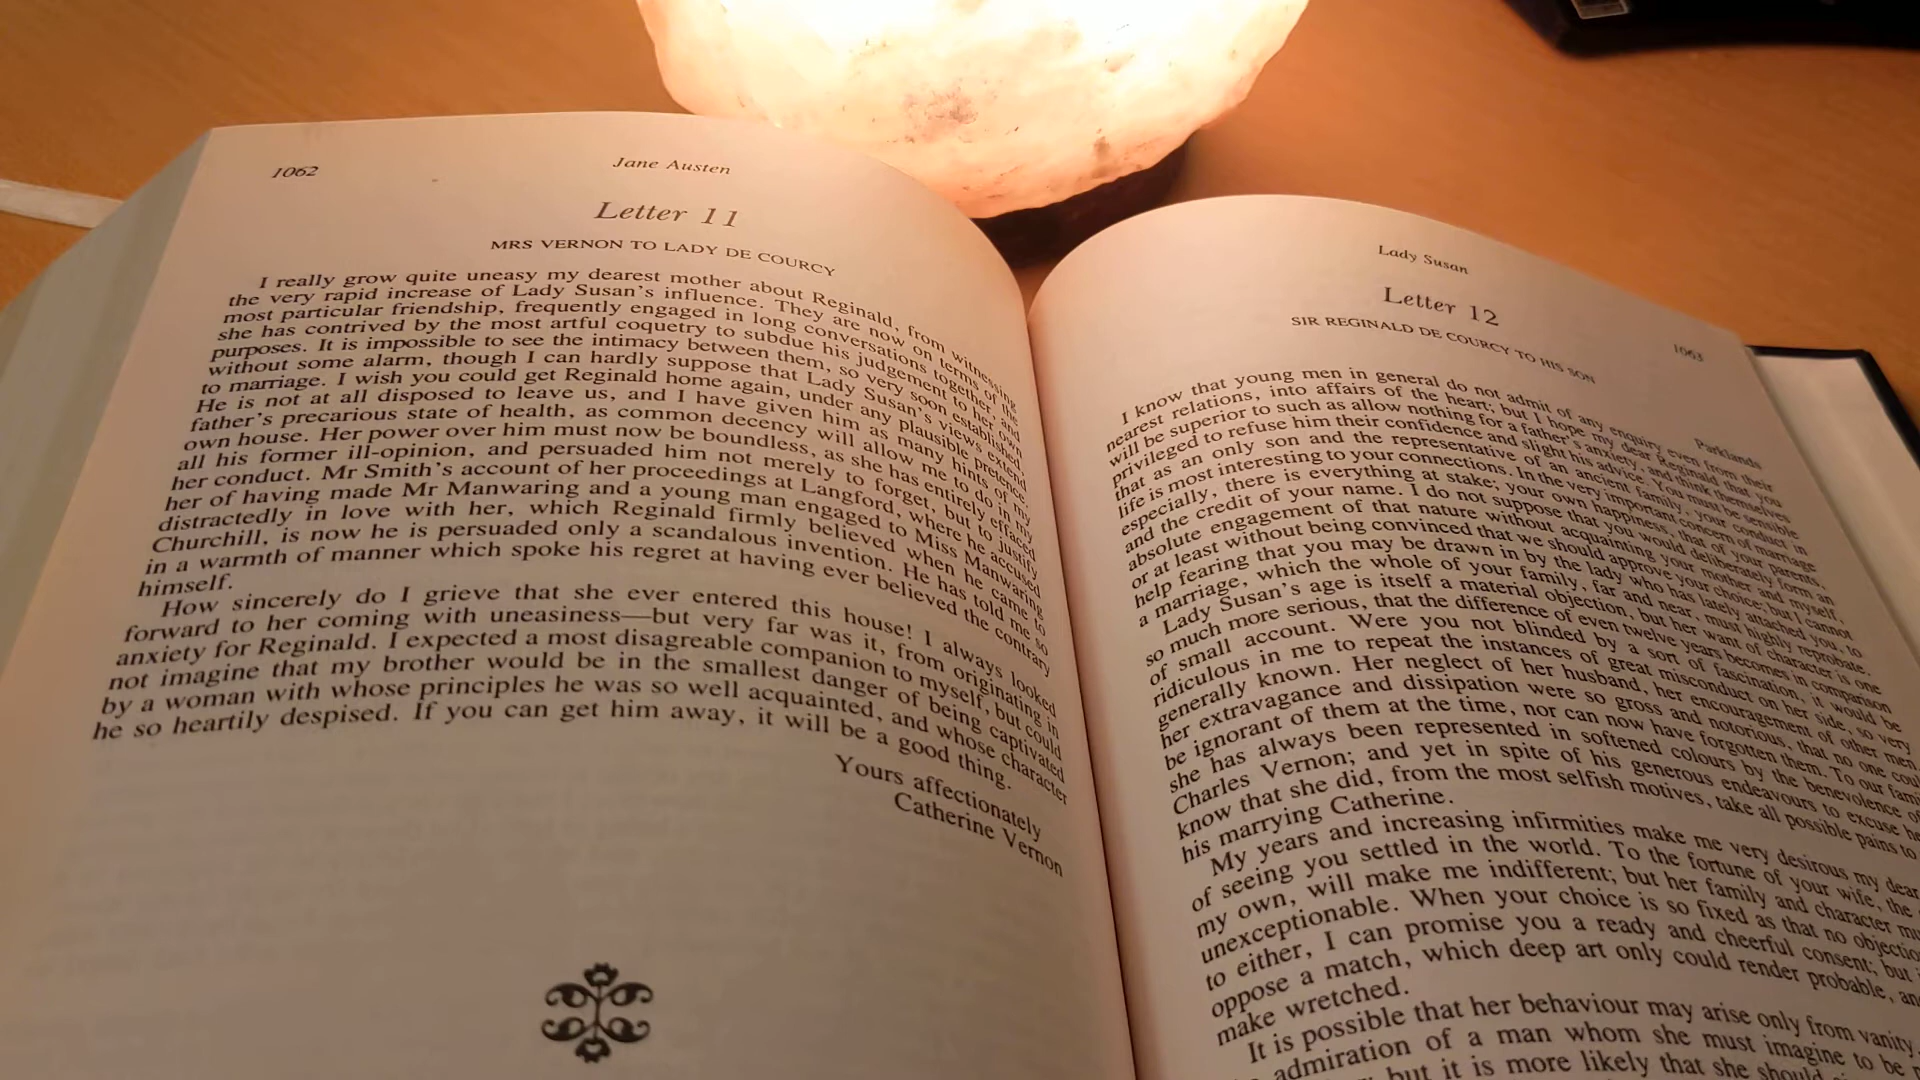 1062
Jane Austen
Letter 11
MRS VERNON TO LADY DE COURCY
I really grow quite uneasy my dearest mother about Reginald, from witnessing
the very rapid increase of Lady Susan's influence. They are now on terms of the
most particular friendship, frequently engaged in long conversations together, and
she has contrived by the most artful coquetry to subdue his judgement to her own
purposes. It is impossible to see the intimacy between them, so very soon established,
without some alarm, though I can hardly suppose that Lady Susan's views extend
to marriage. I wish you could get Reginald home again, under any plausible pretence.
He is not at all disposed to leave us, and I have given him as many hints of my
father's precarious state of health, as common decency will allow me to do in my
own house. Her power over him must now be boundless, as she has entirely effaced
all his former ill-opinion, and persuaded him not merely to forget, but to justify
her conduct. Mr Smith's account of her proceedings at Langford, where he accused
her of having made Mr Manwaring and a young man engaged to Miss Manwaring
distractedly in love with her, which Reginald firmly believed when he came to
Churchill, is now he is persuaded only a scandalous invention. He has told me so
in a warmth of manner which spoke his regret at having ever believed the contrary
himself.
How sincerely do I grieve that she ever entered this house! I always looked
forward to her coming with uneasiness—but very far was it, from originating in
anxiety for Reginald. I expected a most disagreeable companion to myself, but could
not imagine that my brother would be in the smallest danger of being captivated
by a woman with whose principles he was so well acquainted, and whose character
he so heartily despised. If you can get him away, it will be a good thing.
Yours affectionately
Catherine Vernon
Lady Susan
1063
Letter 12
SIR REGINALD DE COURCY TO HIS SON
Parklands
I know that young men in general do not admit of any enquiry even from their
nearest relations, into affairs of the heart; but I hope my dear Reginald that you
will be superior to such as allow nothing for a father's anxiety, and think themselves
privileged to refuse him their confidence and slight his advice. You must be sensible
that as an only son and the representative of an ancient family, your conduct in
life is most interesting to your connections. In the very important concern of marriage
especially, there is everything at stake; your own happiness, that of your parents,
and the credit of your name. I do not suppose that you would deliberately form an
absolute engagement of that nature without acquainting your mother and myself,
or at least without being convinced that we should approve your choice; but I cannot
help fearing that you may be drawn in by the lady who has lately attached you, to
a marriage, which the whole of your family, far and near, must highly reprobate.
Lady Susan's age is itself a material objection, but her want of character is one
so much more serious, that the difference of even twelve years becomes in comparison
of small account. Were you not blinded by a sort of fascination, it would be
ridiculous in me to repeat the instances of great misconduct on her side, so very
generally known. Her neglect of her husband, her encouragement of other men,
her extravagance and dissipation were so gross and notorious, that no one could
be ignorant of them at the time, nor can now have forgotten them. To our fami
she has always been represented in softened colours by the benevolence of
Charles Vernon; and yet in spite of his generous endeavours to excuse he
know that she did, from the most selfish motives, take all possible pains to
his marrying Catherine.
My years and increasing infirmities make me very desirous my dear
of seeing you settled in the world. To the fortune of your wife, the
my own, will make me indifferent; but her family and character mu
unexceptionable. When your choice is so fixed as that no objectio
to either, I can promise you a ready and cheerful consent; but
oppose a match, which deep art only could render probable, an
make wretched.
It is possible that her behaviour may arise only from vanity,
admiration of a man whom she must imagine to be
but it is more likely that she should